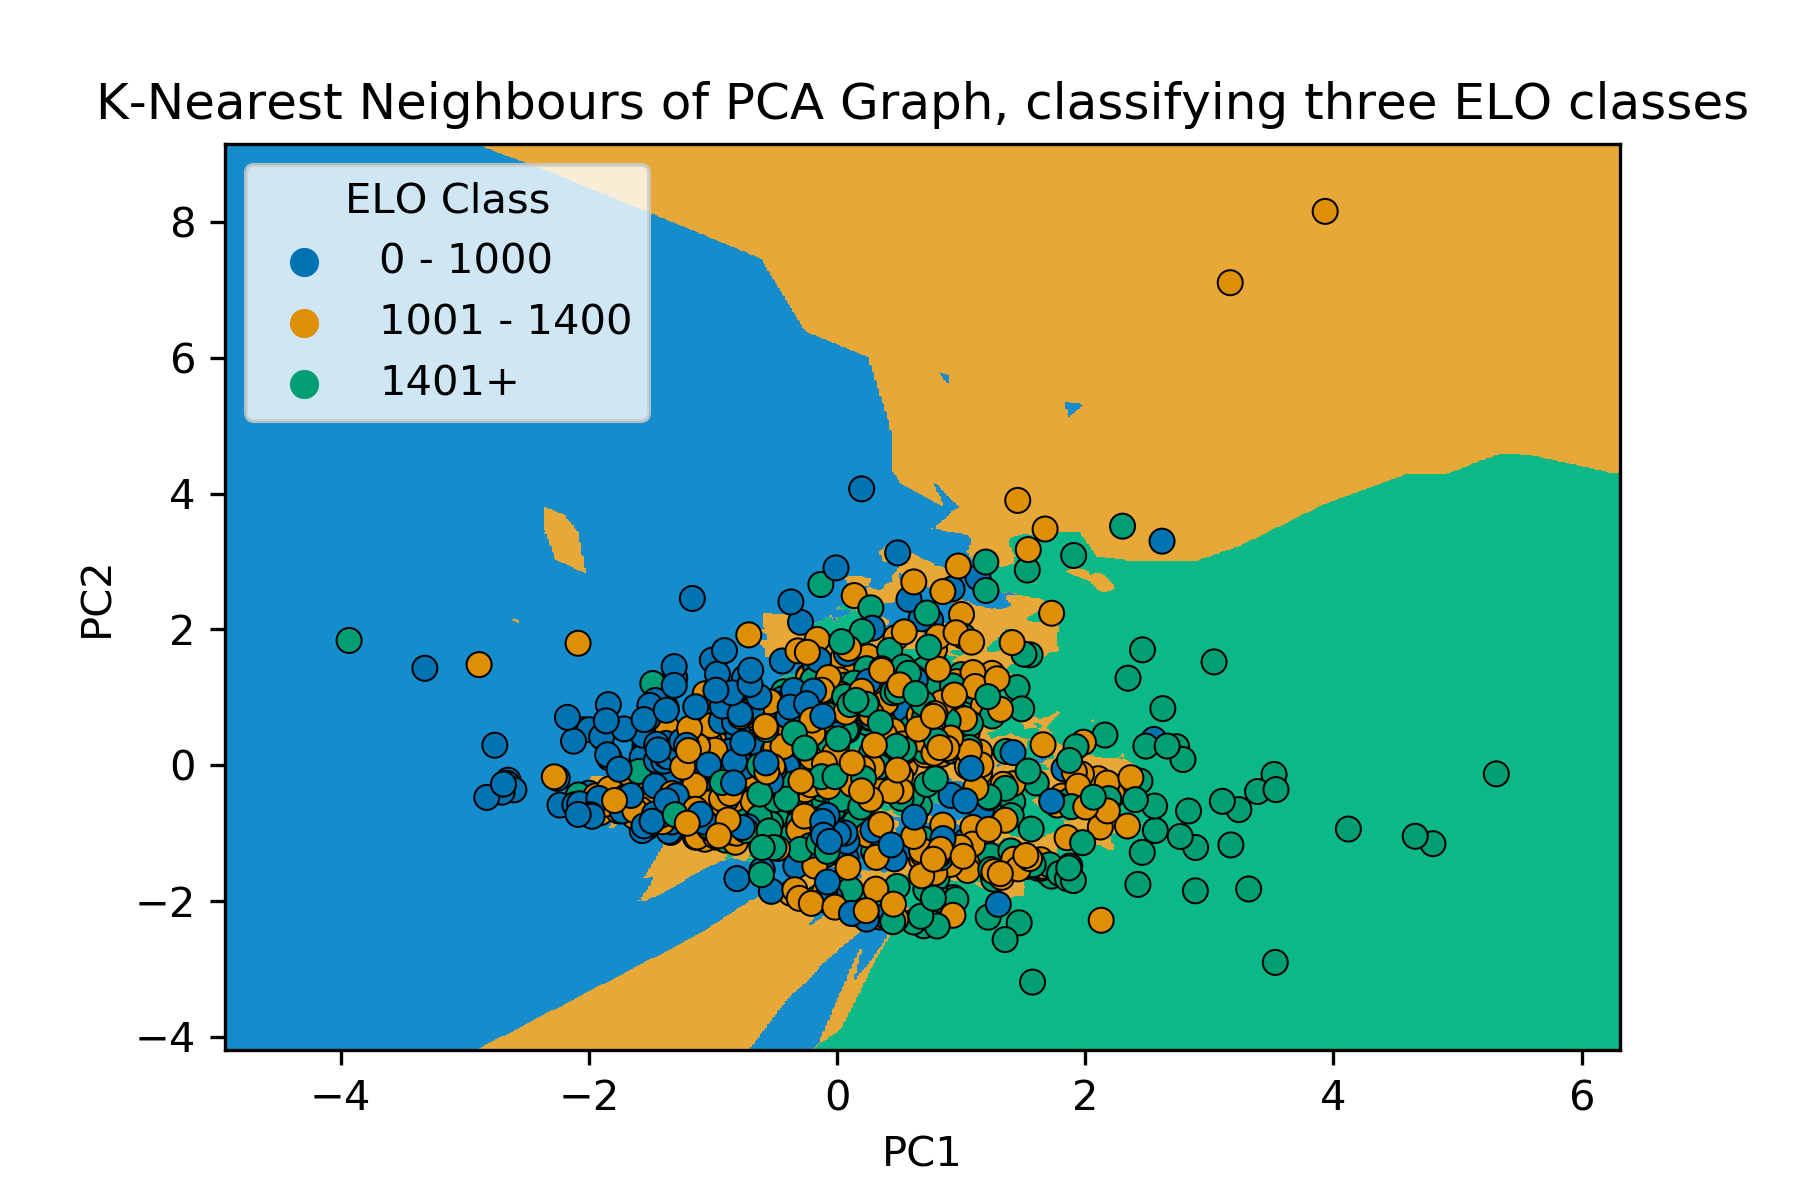 K-Nearest Neighbours of PCA Graph, classifying three ELO classes
ELO Class
0 - 1000
1001 - 1400
1401+
8
6
4
2
0
−2
−4
PC2
−4
−2
0
2
4
6
PC1